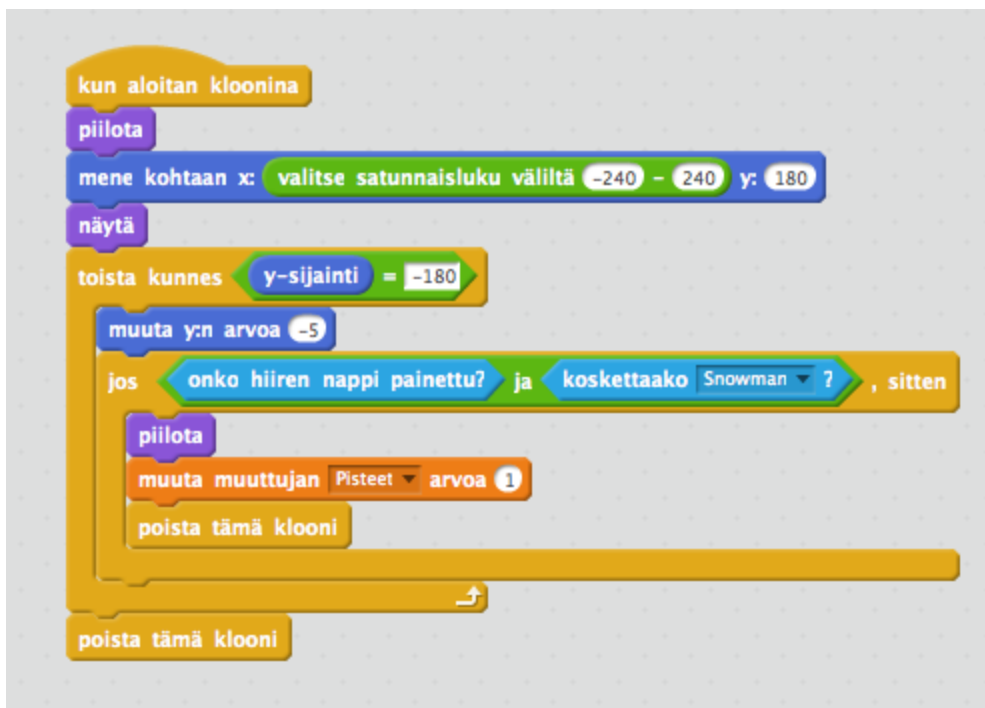 kun aloitan kloonina
piilota
mene kohtaan x: valitse satunnaisluku väliltä -240 - 240 y: 180
näytä
toista kunnes y-sijainti = -180
muuta y:n arvoa -5
jos onko hiiren nappi painettu? ja koskettaako Snowman ? , sitten
piilota
muuta muuttujan Pisteet arvoa 1
poista tämä klooni
poista tämä klooni